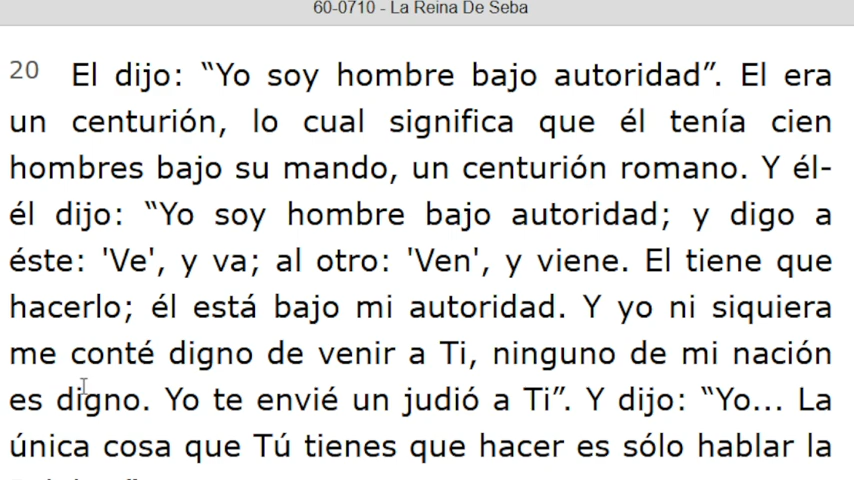 60-0710 - La Reina De Seba
20 El dijo: “Yo soy hombre bajo autoridad”. El era
un centurión, lo cual significa que él tenía cien
hombres bajo su mando, un centurión romano. Y él-
él dijo: “Yo soy hombre bajo autoridad; y digo a
éste: 'Ve', y va; al otro: 'Ven', y viene. El tiene que
hacerlo; él está bajo mi autoridad. Y yo ni siquiera
me conté digno de venir a Ti, ninguno de mi nación
es digno. Yo te envié un judió a Ti”. Y dijo: “Yo... La
única cosa que Tú tienes que hacer es sólo hablar la